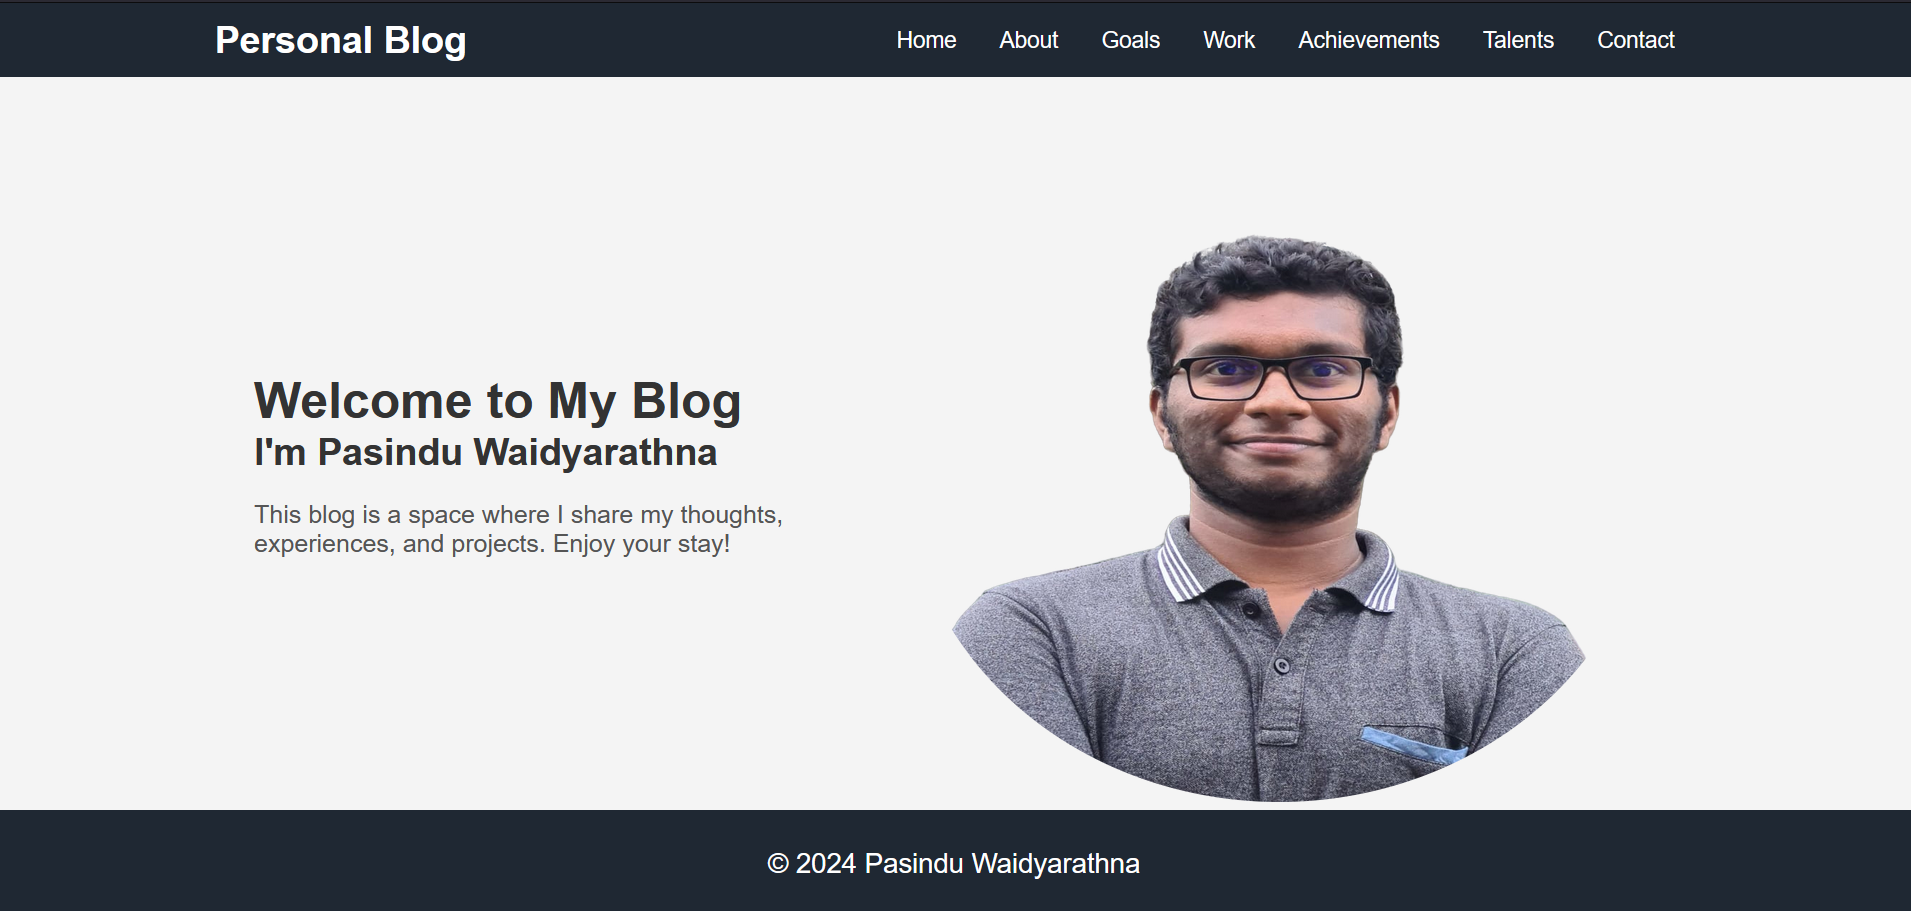 Personal Blog
Home About Goals Work Achievements Talents Contact
Welcome to My Blog
I'm Pasindu Waidyarathna
This blog is a space where I share my thoughts,
experiences, and projects. Enjoy your stay!
© 2024 Pasindu Waidyarathna